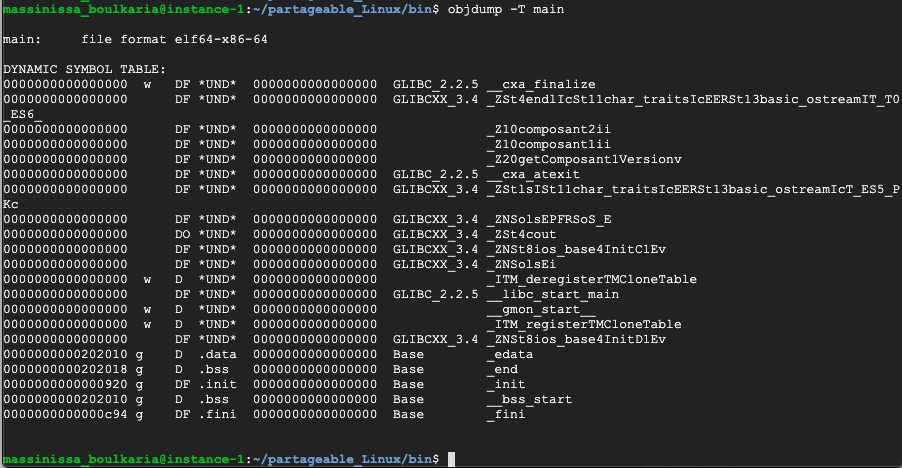 massinissa_boulkaria@instance-1:~/partageable_Linux/bin$ objdump -T main
main:     file format elf64-x86-64
DYNAMIC SYMBOL TABLE:
0000000000000000  w   DF *UND*  0000000000000000  GLIBC_2.2.5 __cxa_finalize
0000000000000000      DF *UND*  0000000000000000  GLIBCXX_3.4 _ZSt4endlIcSt11char_traitsIcEERSt13basic_ostreamIT_T0
_ES6_
0000000000000000      DF *UND*  0000000000000000              _Z10composant2ii
0000000000000000      DF *UND*  0000000000000000              _Z10composant1ii
0000000000000000      DF *UND*  0000000000000000              _Z20getComposant1Versionv
0000000000000000      DF *UND*  0000000000000000  GLIBC_2.2.5 __cxa_atexit
0000000000000000      DF *UND*  0000000000000000  GLIBCXX_3.4 _ZStlsISt11char_traitsIcEERSt13basic_ostreamIcT_ES5_P
Kc
0000000000000000      DF *UND*  0000000000000000  GLIBCXX_3.4 _ZNSolsEPFRSoS_E
0000000000000000      DO *UND*  0000000000000000  GLIBCXX_3.4 _ZSt4cout
0000000000000000      DF *UND*  0000000000000000  GLIBCXX_3.4 _ZNSt8ios_base4InitC1Ev
0000000000000000      DF *UND*  0000000000000000  GLIBCXX_3.4 _ZNSolsEi
0000000000000000  w   D  *UND*  0000000000000000              _ITM_deregisterTMCloneTable
0000000000000000      DF *UND*  0000000000000000  GLIBC_2.2.5 __libc_start_main
0000000000000000  w   D  *UND*  0000000000000000              __gmon_start__
0000000000000000  w   D  *UND*  0000000000000000              _ITM_registerTMCloneTable
0000000000000000      DF *UND*  0000000000000000  GLIBCXX_3.4 _ZNSt8ios_base4InitD1Ev
0000000000202010 g    D  .data  0000000000000000  Base        _edata
0000000000202018 g    D  .bss   0000000000000000  Base        _end
0000000000000920 g    DF .init  0000000000000000  Base        _init
0000000000202010 g    D  .bss   0000000000000000  Base        __bss_start
0000000000000c94 g    DF .fini  0000000000000000  Base        _fini
massinissa_boulkaria@instance-1:~/partageable_Linux/bin$